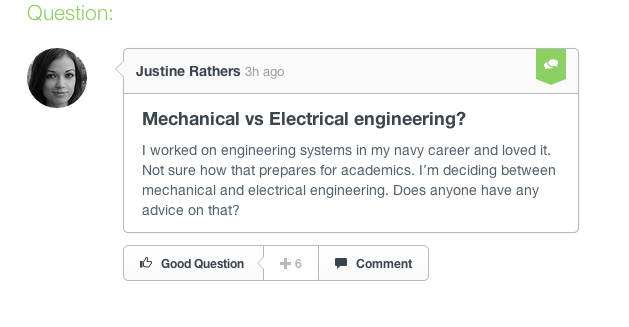 Question:
Justine Rathers 3h ago
Mechanical vs Electrical engineering?
I worked on engineering systems in my navy career and loved it.
Not sure how that prepares for academics. I'm deciding between
mechanical and electrical engineering. Does anyone have any
advice on that?
Good Question + 6 Comment